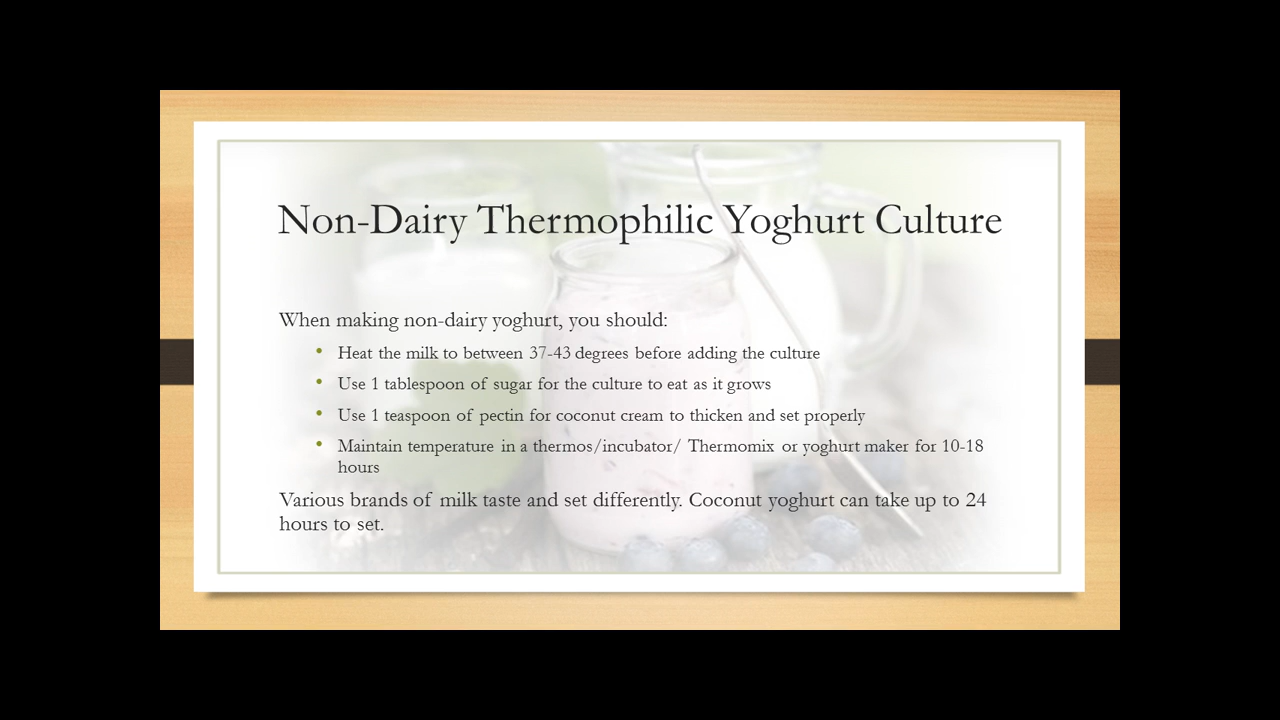 Non-Dairy Thermophilic Yoghurt Culture
When making non-dairy yoghurt, you should:
• Heat the milk to between 37-43 degrees before adding the culture
• Use 1 tablespoon of sugar for the culture to eat as it grows
• Use 1 teaspoon of pectin for coconut cream to thicken and set properly
• Maintain temperature in a thermos/incubator/ Thermomix or yoghurt maker for 10-18
hours
Various brands of milk taste and set differently. Coconut yoghurt can take up to 24
hours to set.